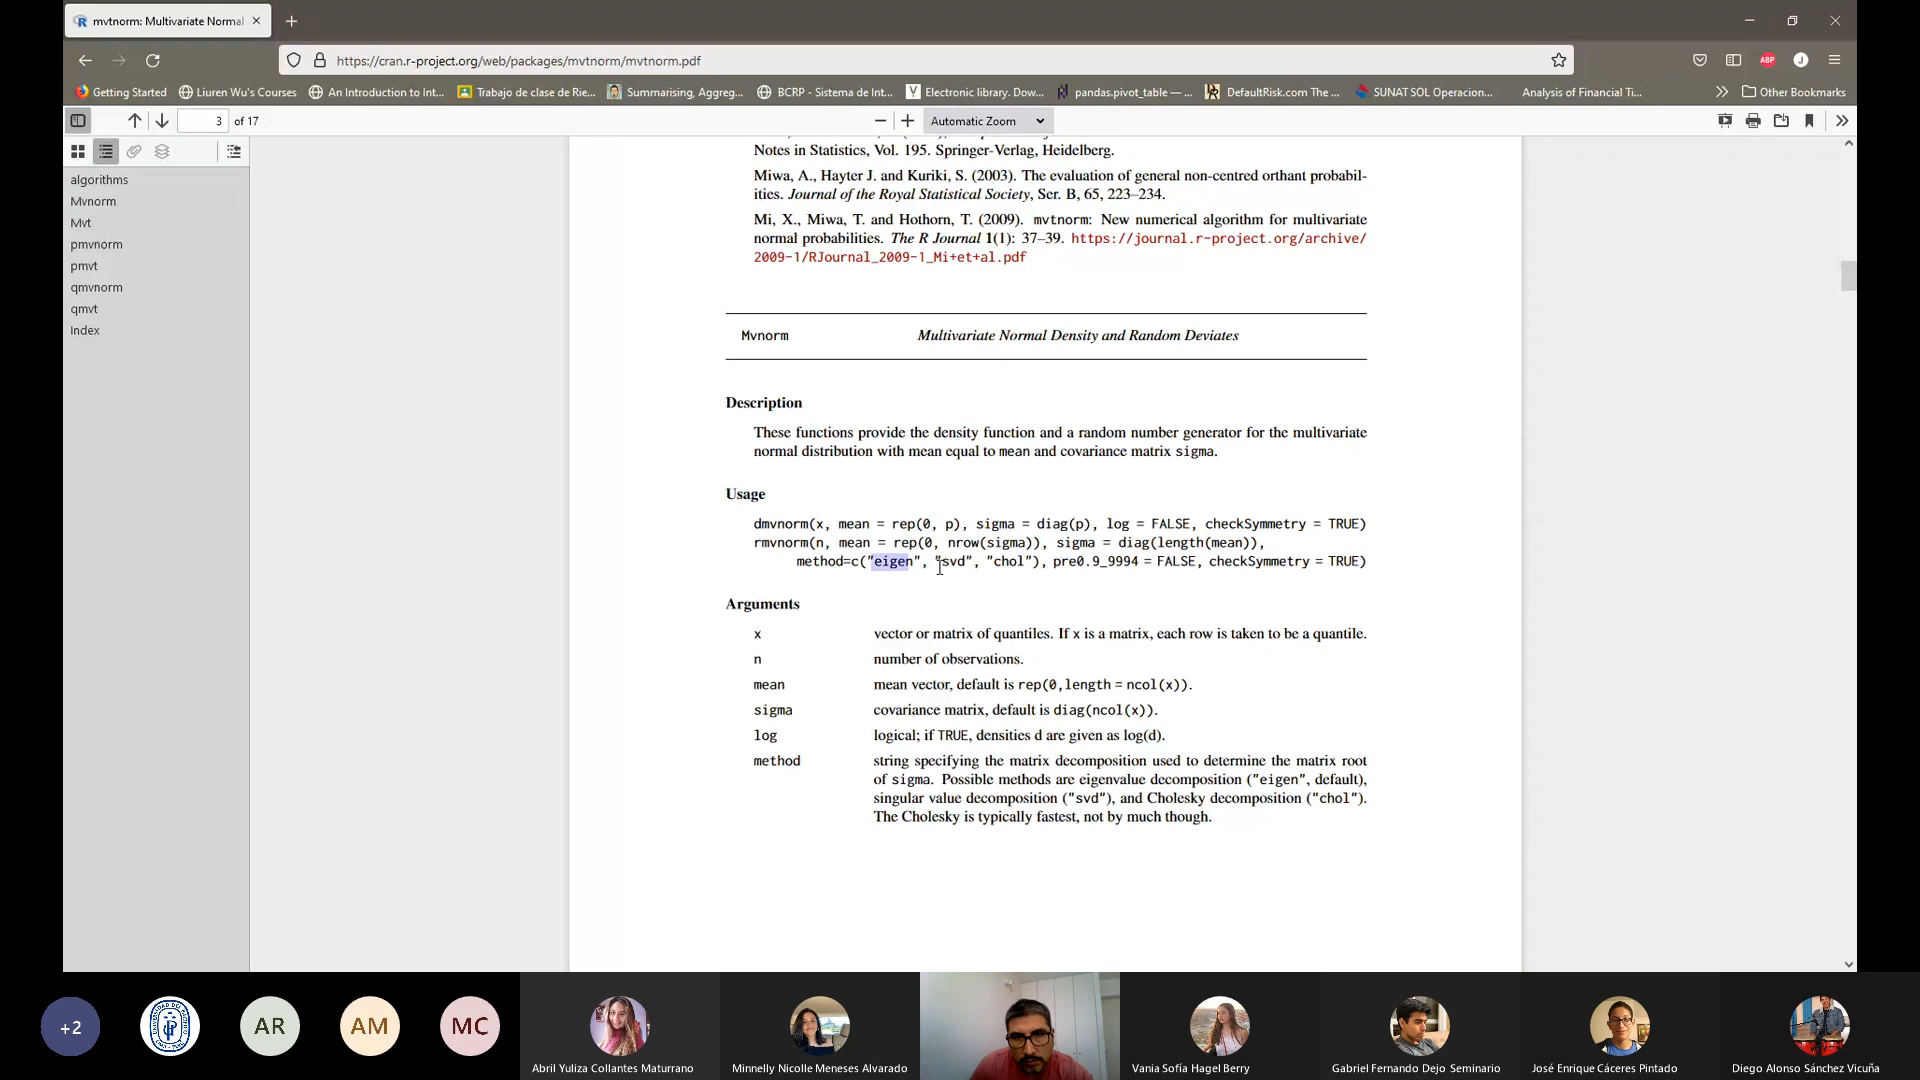 mvtnorm: Multivariate Normal
https://cran.r-project.org/web/packages/mvtnorm/mvtnorm.pdf
ABP
J
Getting Started
Liuren Wu's Courses
An Introduction to Int...
Trabajo de clase de Rie...
Summarising, Aggreg...
BCRP - Sistema de Int...
Electronic library. Dow...
pandas.pivot_table — ...
DefaultRisk.com The ...
SUNAT SOL Operacion...
Analysis of Financial Ti...
Other Bookmarks
3 of 17
Automatic Zoom
algorithms
Mvnorm
Mvt
pmvnorm
pmvt
qmvnorm
qmvt
Index
Notes in Statistics, Vol. 195. Springer-Verlag, Heidelberg.
Miwa, A., Hayter J. and Kuriki, S. (2003). The evaluation of general non-centred orthant probabil-
ities. Journal of the Royal Statistical Society, Ser. B, 65, 223–234.
Mi, X., Miwa, T. and Hothorn, T. (2009). mvtnorm: New numerical algorithm for multivariate
normal probabilities. The R Journal 1(1): 37–39. https://journal.r-project.org/archive/
2009-1/RJournal_2009-1_Mi+et+al.pdf
Mvnorm Multivariate Normal Density and Random Deviates
Description
These functions provide the density function and a random number generator for the multivariate
normal distribution with mean equal to mean and covariance matrix sigma.
Usage
dmvnorm(x, mean = rep(0, p), sigma = diag(p), log = FALSE, checkSymmetry = TRUE)
rmvnorm(n, mean = rep(0, nrow(sigma)), sigma = diag(length(mean)),
method=c("eigen", "svd", "chol"), pre0.9_9994 = FALSE, checkSymmetry = TRUE)
Arguments
x vector or matrix of quantiles. If x is a matrix, each row is taken to be a quantile.
n number of observations.
mean mean vector, default is rep(0,length = ncol(x)).
sigma covariance matrix, default is diag(ncol(x)).
log logical; if TRUE, densities d are given as log(d).
method string specifying the matrix decomposition used to determine the matrix root
of sigma. Possible methods are eigenvalue decomposition ("eigen", default),
singular value decomposition ("svd"), and Cholesky decomposition ("chol").
The Cholesky is typically fastest, not by much though.
+2
AR
AM
MC
Abril Yuliza Collantes Maturrano
Minnelly Nicolle Meneses Alvarado
Vania Sofía Hagel Berry
Gabriel Fernando Dejo Seminario
José Enrique Cáceres Pintado
Diego Alonso Sánchez Vicuña